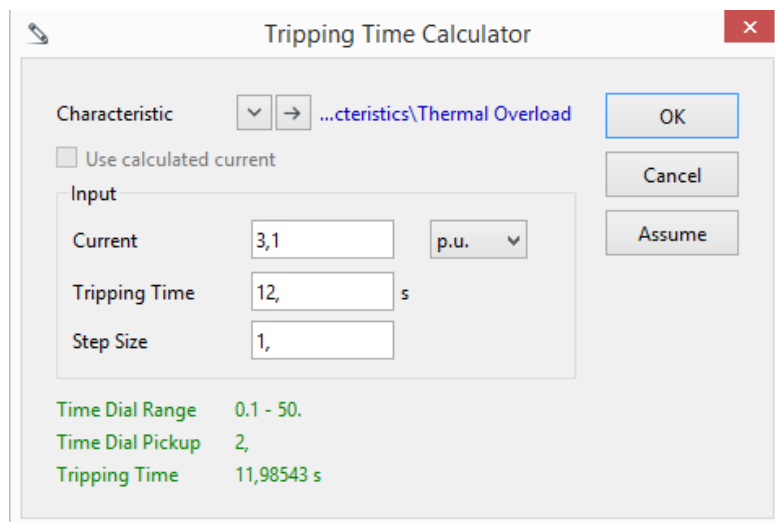 Tripping Time Calculator
Characteristic ...cteristics\Thermal Overload
OK
Use calculated current
Cancel
Input
Current 3,1 p.u.
Assume
Tripping Time 12, s
Step Size 1,
Time Dial Range 0.1 - 50.
Time Dial Pickup 2,
Tripping Time 11,98543 s